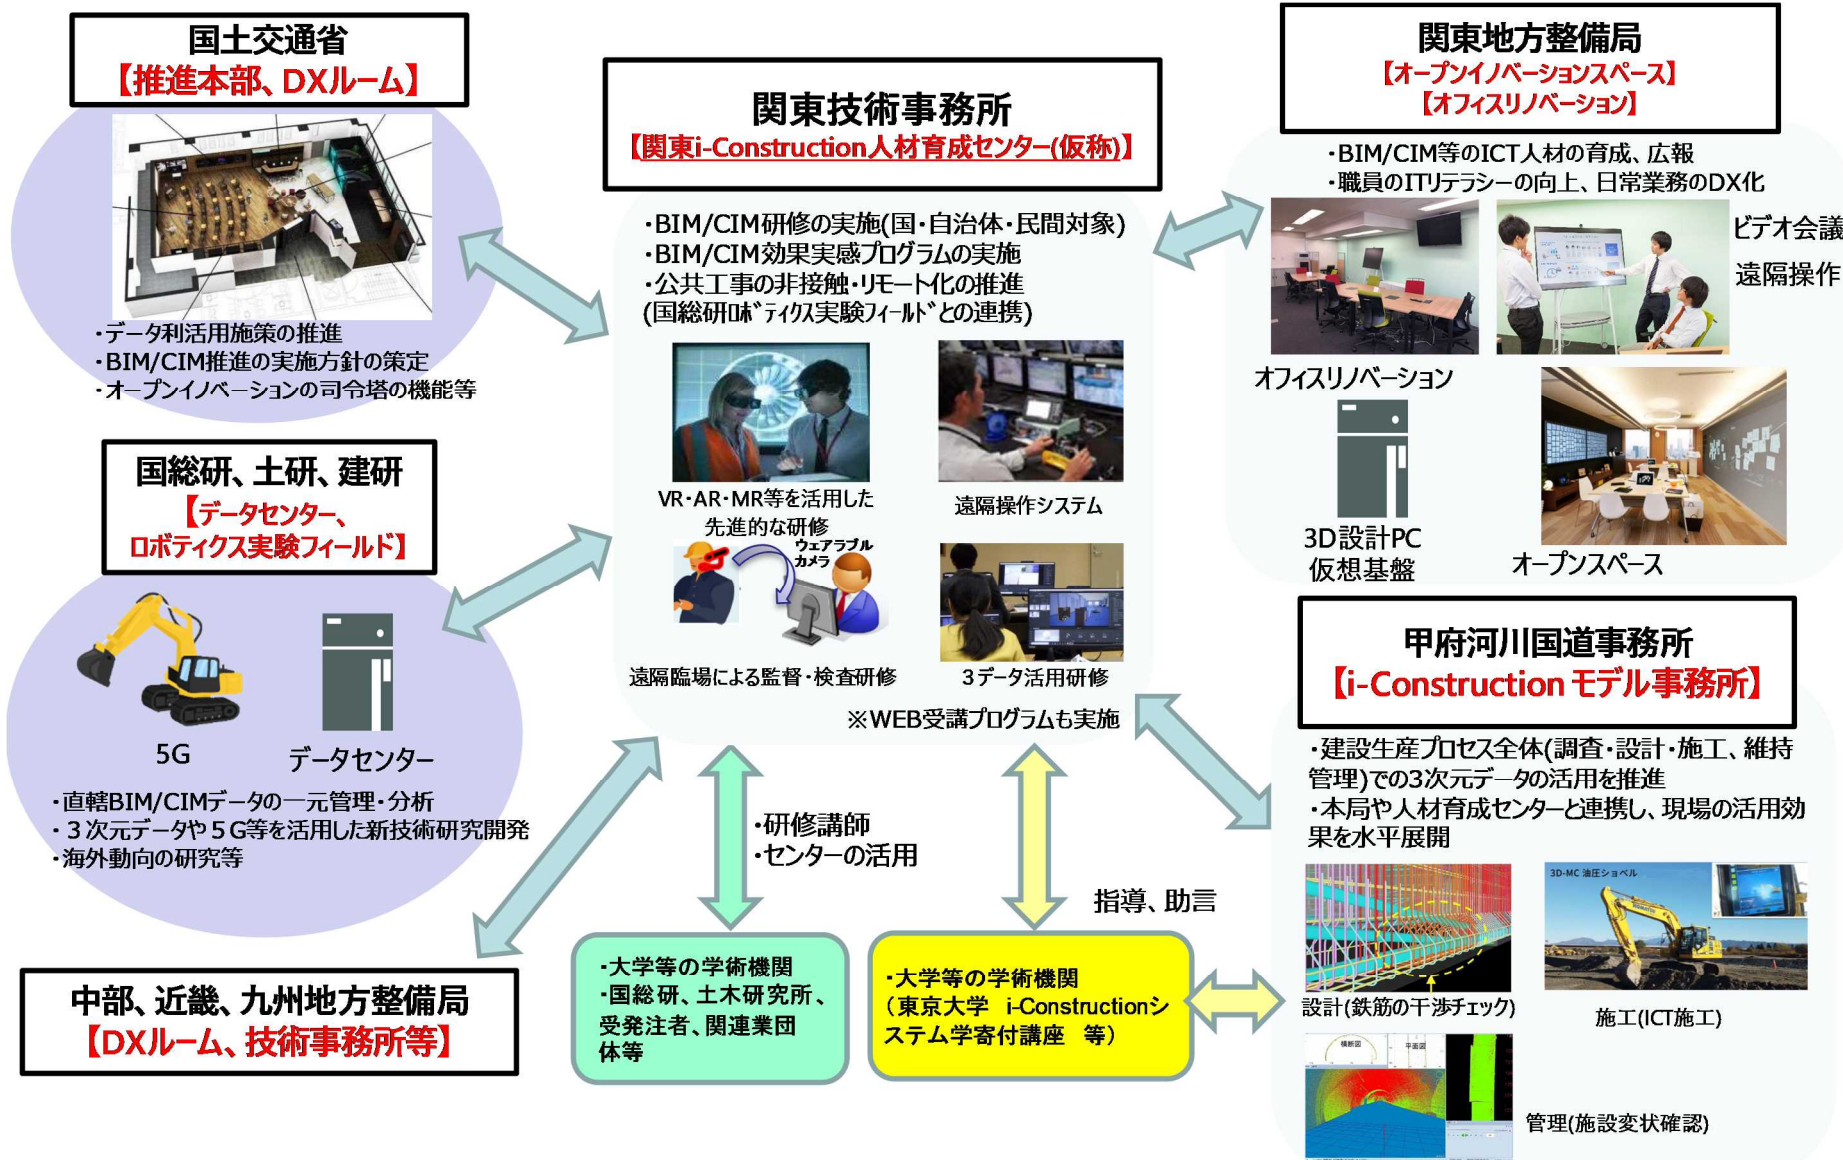 国土交通省
【推進本部、DXルーム】
・データ利活用施策の推進
・BIM/CIM推進の実施方針の策定
・オープンイノベーションの司令塔の機能等
国総研、土研、建研
【データセンター、
ロボティクス実験フィールド】
5G
データセンター
・直轄BIM/CIMデータの一元管理・分析
・３次元データや５G等を活用した新技術研究開発
・海外動向の研究等
中部、近畿、九州地方整備局
【DXルーム、技術事務所等】
関東技術事務所
【関東i-Construction人材育成センター(仮称)】
・BIM/CIM研修の実施(国・自治体・民間対象)
・BIM/CIM効果実感プログラムの実施
・公共工事の非接触・リモート化の推進
(国総研ﾛﾎﾞﾃｨｸｽ実験ﾌｨｰﾙﾄﾞとの連携)
VR・AR・MR等を活用した
先進的な研修
遠隔操作システム
ウェアラブル
カメラ
遠隔臨場による監督・検査研修
３データ活用研修
※WEB受講プログラムも実施
・研修講師
・センターの活用
指導、助言
・大学等の学術機関
・国総研、土木研究所、
受発注者、関連業団
体等
・大学等の学術機関
（東京大学　i-Constructionシ
ステム学寄付講座　等）
関東地方整備局
【オープンイノベーションスペース】
【オフィスリノベーション】
・BIM/CIM等のICT人材の育成、広報
・職員のITリテラシーの向上、日常業務のDX化
ビデオ会議
遠隔操作
オフィスリノベーション
3D設計PC
仮想基盤
オープンスペース
甲府河川国道事務所
【i-Construction モデル事務所】
・建設生産プロセス全体(調査・設計・施工、維持
管理)での3次元データの活用を推進
・本局や人材育成センターと連携し、現場の活用効
果を水平展開
設計(鉄筋の干渉チェック)
3D-MC 油圧ショベル
施工(ICT施工)
横断図
平面図
管理(施設変状確認)